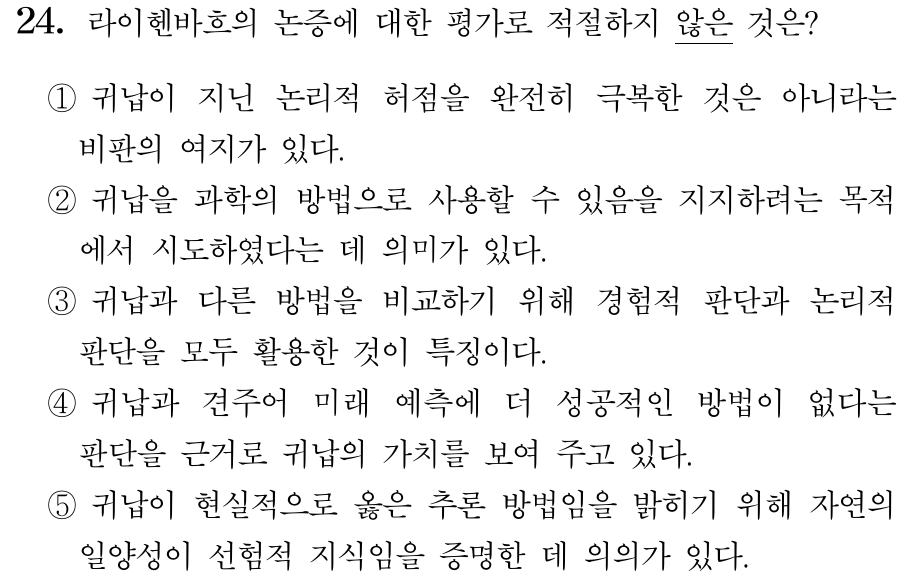 24. 라이헨바흐의 논증에 대한 평가로 적절하지 않은 것은?
① 귀납이 지닌 논리적 허점을 완전히 극복한 것은 아니라는
비판의 여지가 있다.
② 귀납을 과학의 방법으로 사용할 수 있음을 지지하려는 목적
에서 시도하였다는 데 의미가 있다.
③ 귀납과 다른 방법을 비교하기 위해 경험적 판단과 논리적
판단을 모두 활용한 것이 특징이다.
④ 귀납과 견주어 미래 예측에 더 성공적인 방법이 없다는
판단을 근거로 귀납의 가치를 보여 주고 있다.
⑤ 귀납이 현실적으로 옳은 추론 방법임을 밝히기 위해 자연의
일양성이 선험적 지식임을 증명한 데 의의가 있다.